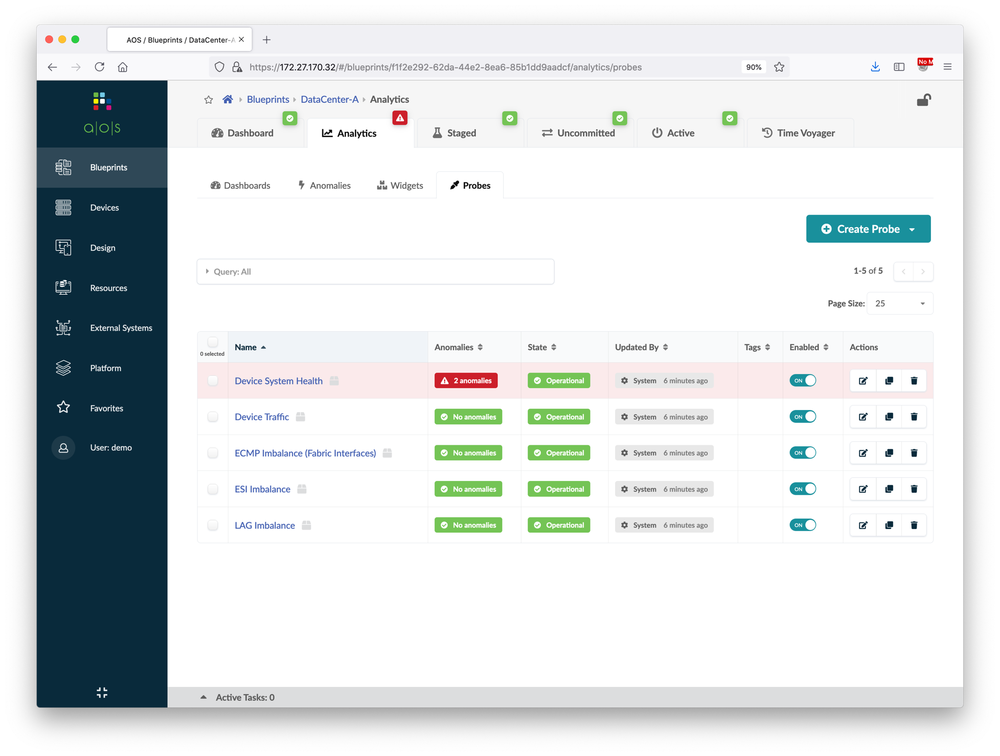 AOS / Blueprints / DataCenter-A
https://172.27.170.32/#/blueprints/f1f2e292-62da-44e2-8ea6-85b1dd9aadcf/analytics/probes
90%
No M
a|o|s
Blueprints
Devices
Design
Resources
External Systems
Platform
Favorites
User: demo
Blueprints DataCenter-A Analytics
Dashboard Analytics Staged Uncommitted Active Time Voyager
Dashboards Anomalies Widgets Probes
Create Probe
Query: All
1-5 of 5
Page Size: 25
0 selected
Name Anomalies State Updated By Tags Enabled Actions
Device System Health 2 anomalies Operational System 6 minutes ago ON
Device Traffic No anomalies Operational System 6 minutes ago ON
ECMP Imbalance (Fabric Interfaces) No anomalies Operational System 6 minutes ago ON
ESI Imbalance No anomalies Operational System 6 minutes ago ON
LAG Imbalance No anomalies Operational System 6 minutes ago ON
Active Tasks: 0